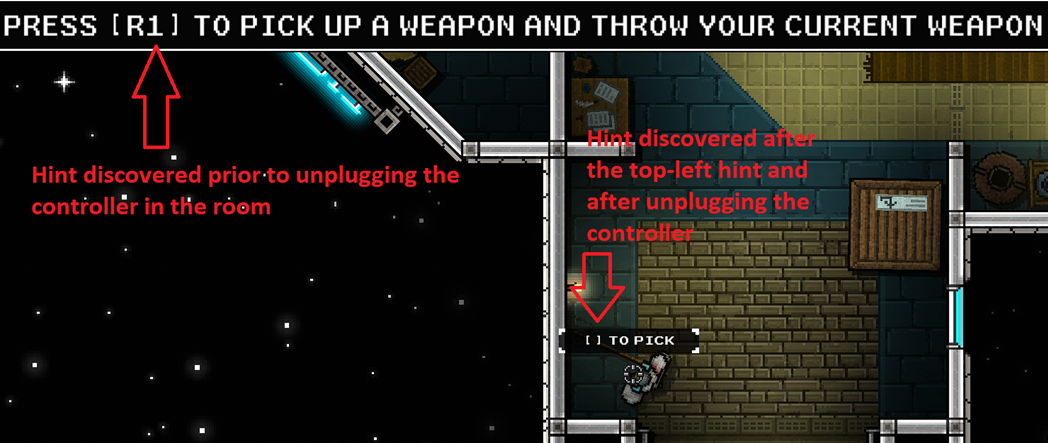 PRESS [R1] TO PICK UP A WEAPON AND THROW YOUR CURRENT WEAPON
Hint discovered prior to unplugging the
controller in the room
Hint discovered after
the top-left hint and
after unplugging the
controller
[ ] TO PICK